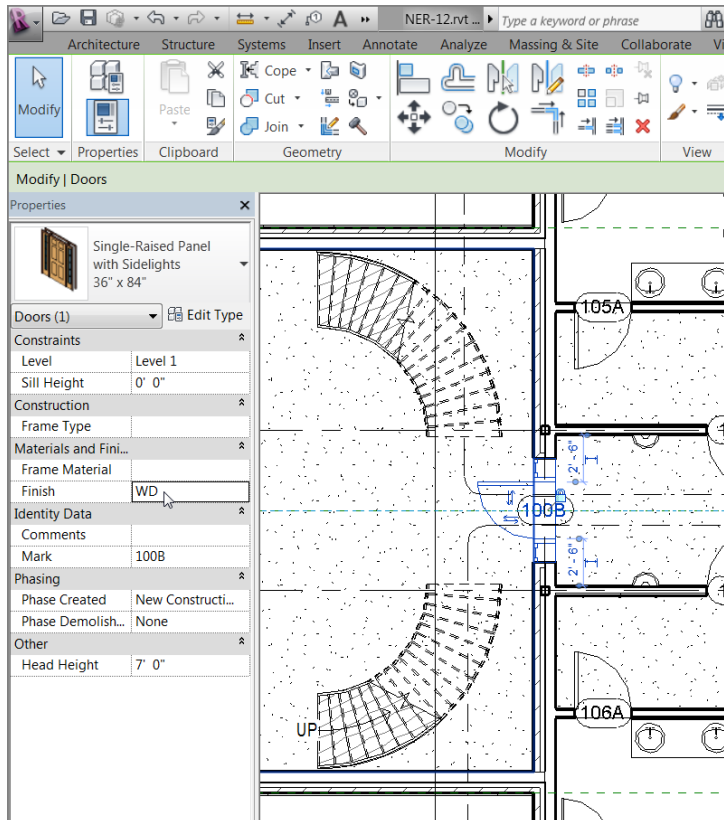 NER-12.rvt ... Type a keyword or phrase
Architecture Structure Systems Insert Annotate Analyze Massing & Site Collaborate Vi
Modify Paste Cope Cut Join
Select Properties Clipboard Geometry Modify View
Modify | Doors
Properties
Single-Raised Panel
with Sidelights
36" x 84"
Doors (1) Edit Type
Constraints
Level Level 1
Sill Height 0' 0"
Construction
Frame Type
Materials and Fini...
Frame Material
Finish WD
Identity Data
Comments
Mark 100B
Phasing
Phase Created New Constructi...
Phase Demolish... None
Other
Head Height 7' 0"
105A
2' - 6"
100B
2' - 6"
UP
106A